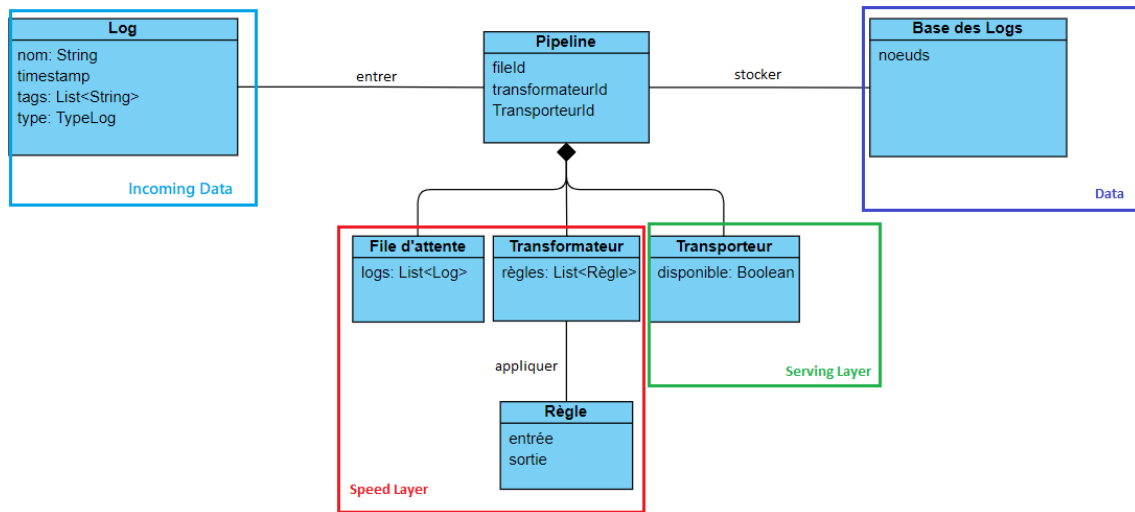 Log
nom: String
timestamp
tags: List<String>
type: TypeLog
Incoming Data
entrer
Pipeline
fileId
transformateurId
TransporteurId
stocker
Base des Logs
noeuds
Data
File d'attente
logs: List<Log>
Transformateur
règles: List<Règle>
Transporteur
disponible: Boolean
Serving Layer
appliquer
Règle
entrée
sortie
Speed Layer